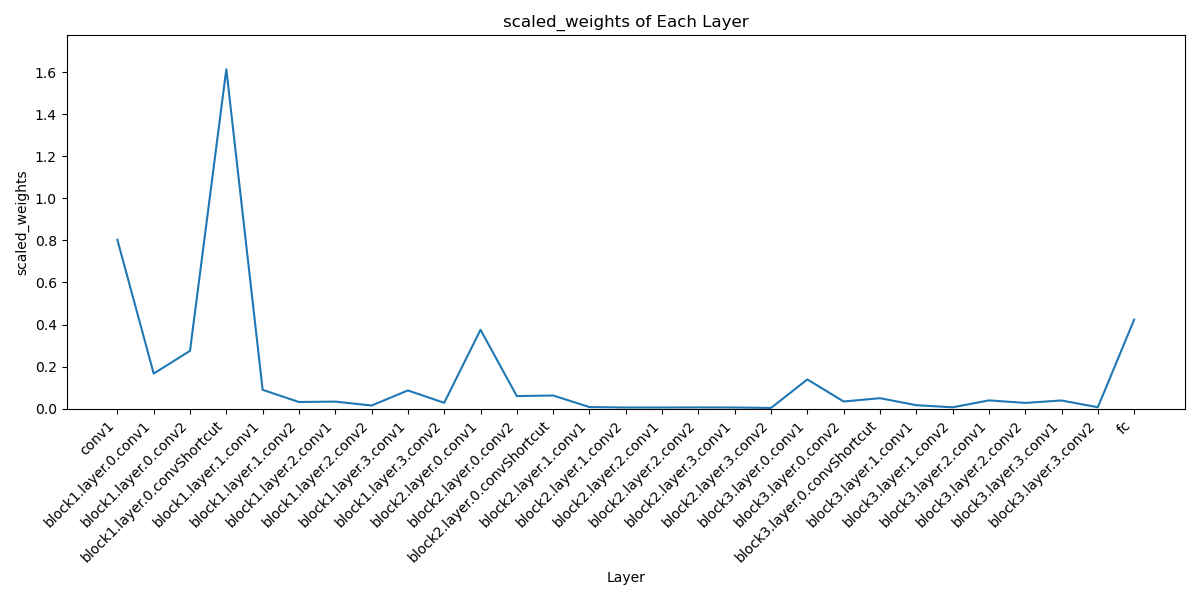 scaled_weights of Each Layer
scaled_weights
1.6
1.4
1.2
1.0
0.8
0.6
0.4
0.2
0.0
conv1
block1.layer.0.conv1
block1.layer.0.conv2
block1.layer.0.convShortcut
block1.layer.1.conv1
block1.layer.1.conv2
block1.layer.2.conv1
block1.layer.2.conv2
block1.layer.3.conv1
block1.layer.3.conv2
block2.layer.0.conv1
block2.layer.0.conv2
block2.layer.0.convShortcut
block2.layer.1.conv1
block2.layer.1.conv2
block2.layer.2.conv1
block2.layer.2.conv2
block2.layer.3.conv1
block2.layer.3.conv2
block3.layer.0.conv1
block3.layer.0.conv2
block3.layer.0.convShortcut
block3.layer.1.conv1
block3.layer.1.conv2
block3.layer.2.conv1
block3.layer.2.conv2
block3.layer.3.conv1
block3.layer.3.conv2
fc
Layer